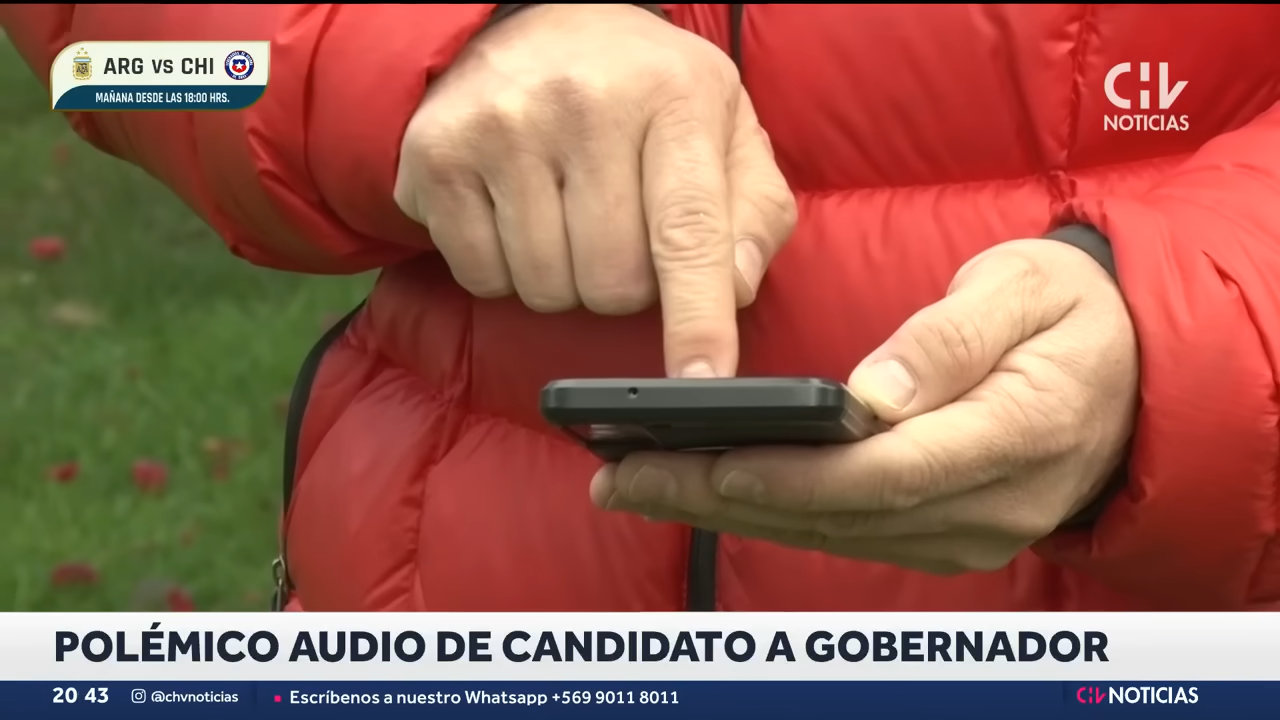 ARG VS CHI
MAÑANA DESDE LAS 18:00 HRS.
CHV
NOTICIAS
POLÉMICO AUDIO DE CANDIDATO A GOBERNADOR
20 43 @chvnoticias Escríbenos a nuestro Whatsapp +569 9011 8011 CHV NOTICIAS